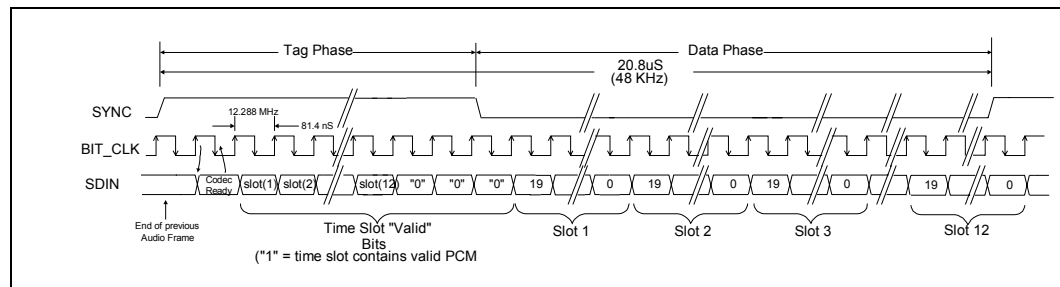 Tag Phase
Data Phase
20.8uS
(48 KHz)
SYNC
12.288 MHz
81.4 nS
BIT_CLK
SDIN
Codec
Ready
slot(1) slot(2) slot(12) "0" "0" "0" 19 0 19 0 19 0 19 0
End of previous
Audio Frame
Time Slot "Valid"
Bits
("1" = time slot contains valid PCM
Slot 1
Slot 2
Slot 3
Slot 12